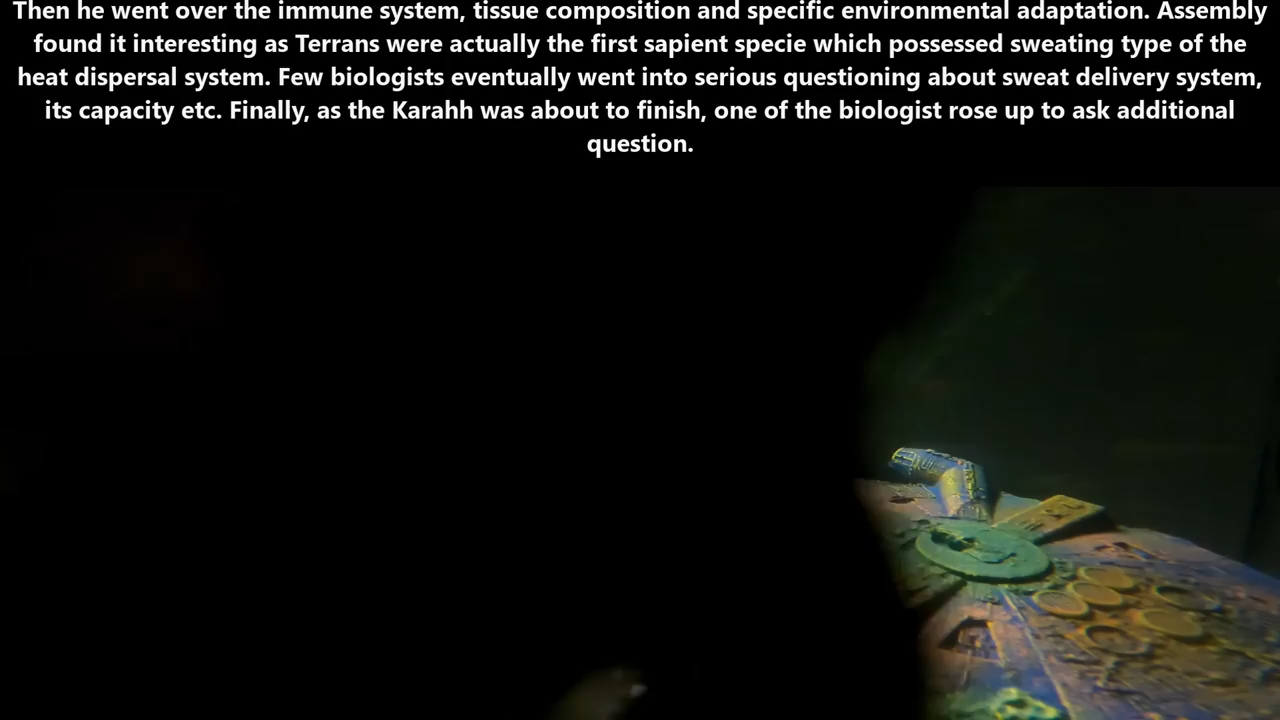 Then he went over the immune system, tissue composition and specific environmental adaptation. Assembly
found it interesting as Terrans were actually the first sapient specie which possessed sweating type of the
heat dispersal system. Few biologists eventually went into serious questioning about sweat delivery system,
its capacity etc. Finally, as the Karahh was about to finish, one of the biologist rose up to ask additional
question.